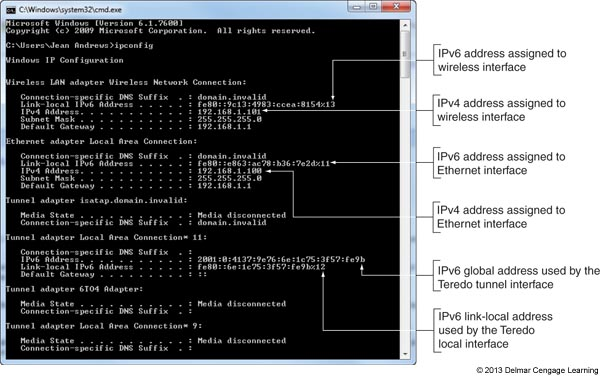 C:\Windows\system32\cmd.exe
Microsoft Windows [Version 6.1.7600]
Copyright (c) 2009 Microsoft Corporation. All rights reserved.
C:\Users\Jean Andrews>ipconfig
Windows IP Configuration
Wireless LAN adapter Wireless Network Connection:
Connection-specific DNS Suffix . : domain.invalid
Link-local IPv6 Address . . . . . : fe80::9c13:4983:ccea:8154%13
IPv4 Address. . . . . . . . . . . : 192.168.1.101
Subnet Mask . . . . . . . . . . . : 255.255.255.0
Default Gateway . . . . . . . . . : 192.168.1.1
Ethernet adapter Local Area Connection:
Connection-specific DNS Suffix . : domain.invalid
Link-local IPv6 Address . . . . . : fe80::e863:ac78:b36:7e2d%11
IPv4 Address. . . . . . . . . . . : 192.168.1.100
Subnet Mask . . . . . . . . . . . : 255.255.255.0
Default Gateway . . . . . . . . . : 192.168.1.1
Tunnel adapter isatap.domain.invalid:
Media State . . . . . . . . . . . : Media disconnected
Connection-specific DNS Suffix . : domain.invalid
Tunnel adapter Local Area Connection* 11:
Connection-specific DNS Suffix . :
IPv6 Address. . . . . . . . . . . : 2001:0:4137:9e76:6e:1c75:3f57:fe9b
Link-local IPv6 Address . . . . . : fe80::6e:1c75:3f57:fe9b%12
Default Gateway . . . . . . . . . : ::
Tunnel adapter 6TO4 Adapter:
Media State . . . . . . . . . . . : Media disconnected
Connection-specific DNS Suffix . :
Tunnel adapter Local Area Connection* 9:
Media State . . . . . . . . . . . : Media disconnected
Connection-specific DNS Suffix . :
IPv6 address assigned to
wireless interface
IPv4 address assigned to
wireless interface
IPv6 address assigned to
Ethernet interface
IPv4 address assigned to
Ethernet interface
IPv6 global address used by the
Teredo tunnel interface
IPv6 link-local address
used by the Teredo
local interface
© 2013 Delmar Cengage Learning